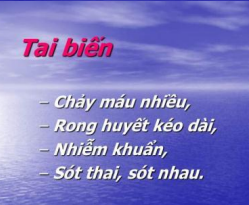 Tai biến
– Chảy máu nhiều,
– Rong huyết kéo dài,
– Nhiễm khuẩn,
– Sót thai, sót nhau.